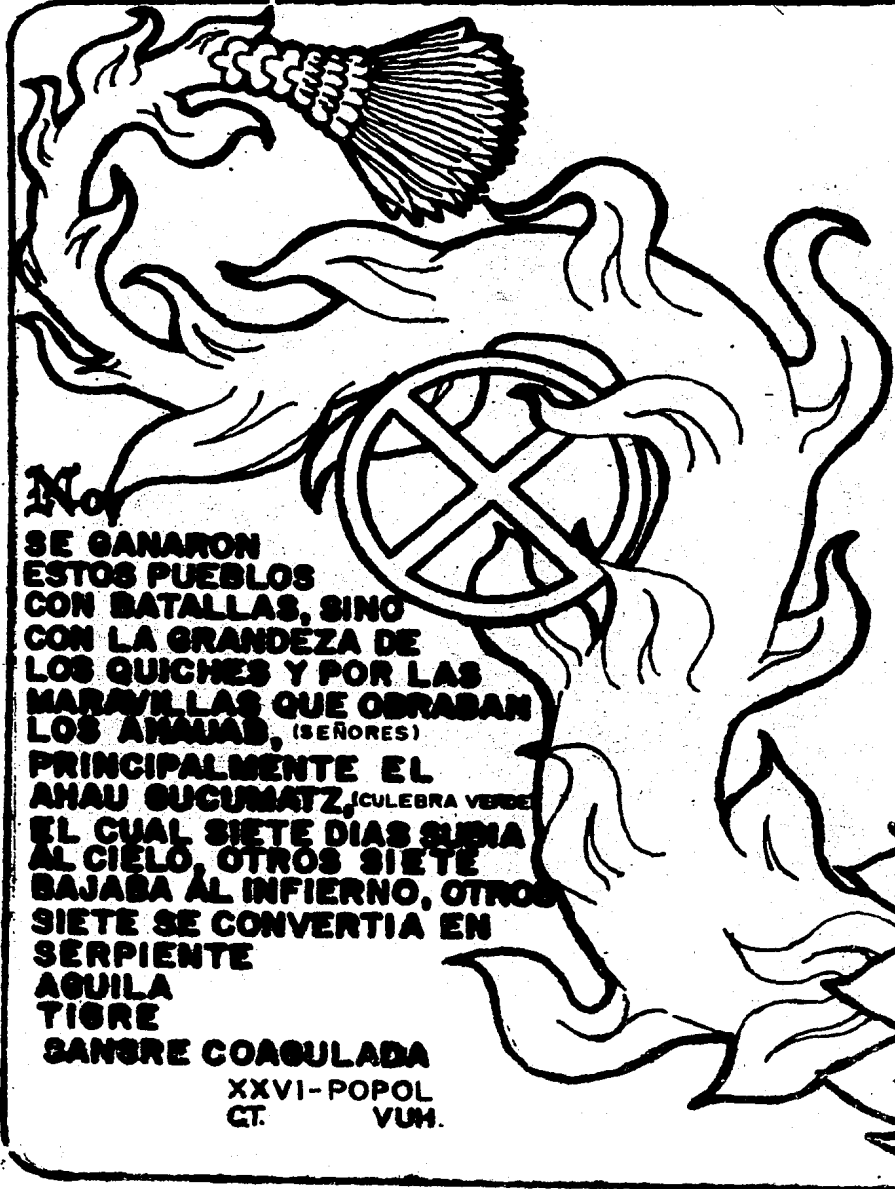 No
SE GANARON
ESTOS PUEBLOS
CON BATALLAS, SINO
CON LA GRANDEZA DE
LOS QUICHES Y POR LAS
MARAVILLAS QUE OBRABAN
LOS AHAUAB, (SEÑORES)
PRINCIPALMENTE EL
AHAU GUCUMATZ, (CULEBRA VERDE)
EL CUAL SIETE DIAS SUBIA
AL CIELO, OTROS SIETE
BAJABA AL INFIERNO, OTROS
SIETE SE CONVERTIA EN
SERPIENTE
AGUILA
TIGRE
SANGRE COAGULADA
XXVI-POPOL
CT. VUH.